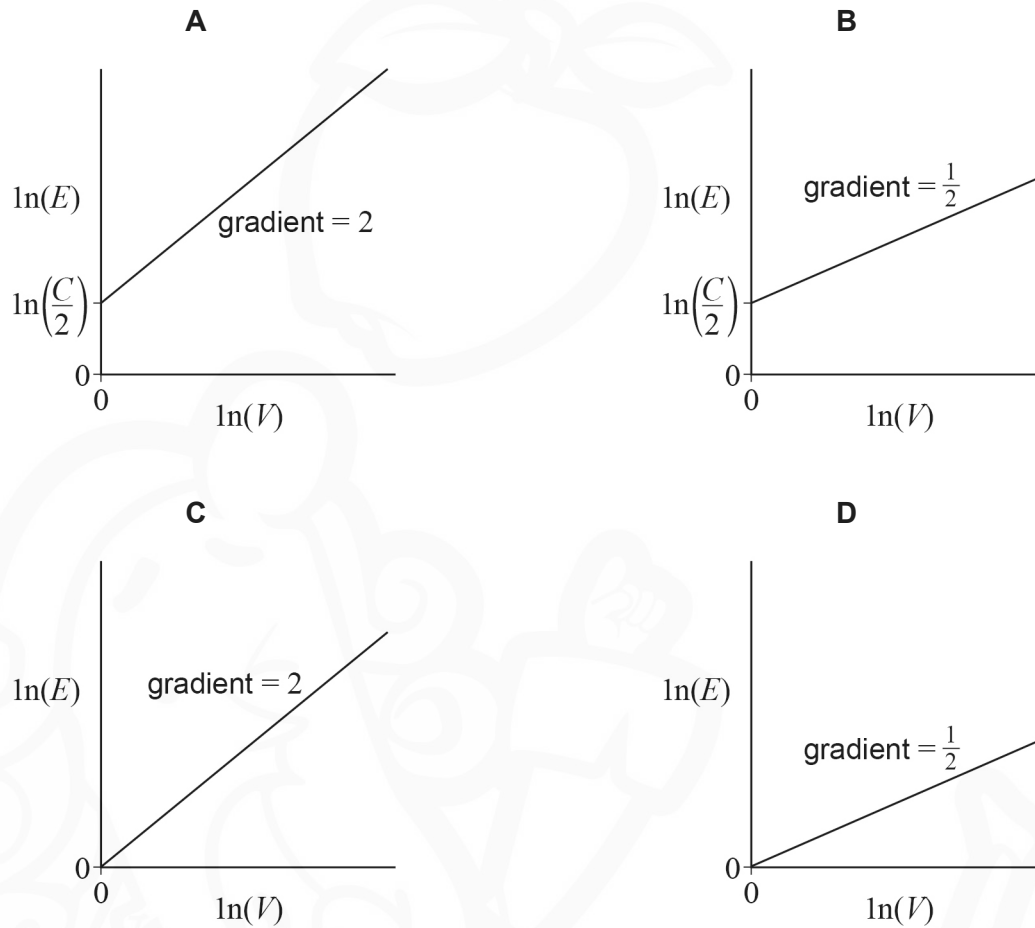 A
ln(E)
gradient = 2
ln(C/2)
0
0
ln(V)
B
ln(E)
gradient = 1/2
ln(C/2)
0
0
ln(V)
C
ln(E)
gradient = 2
0
0
ln(V)
D
ln(E)
gradient = 1/2
0
0
ln(V)